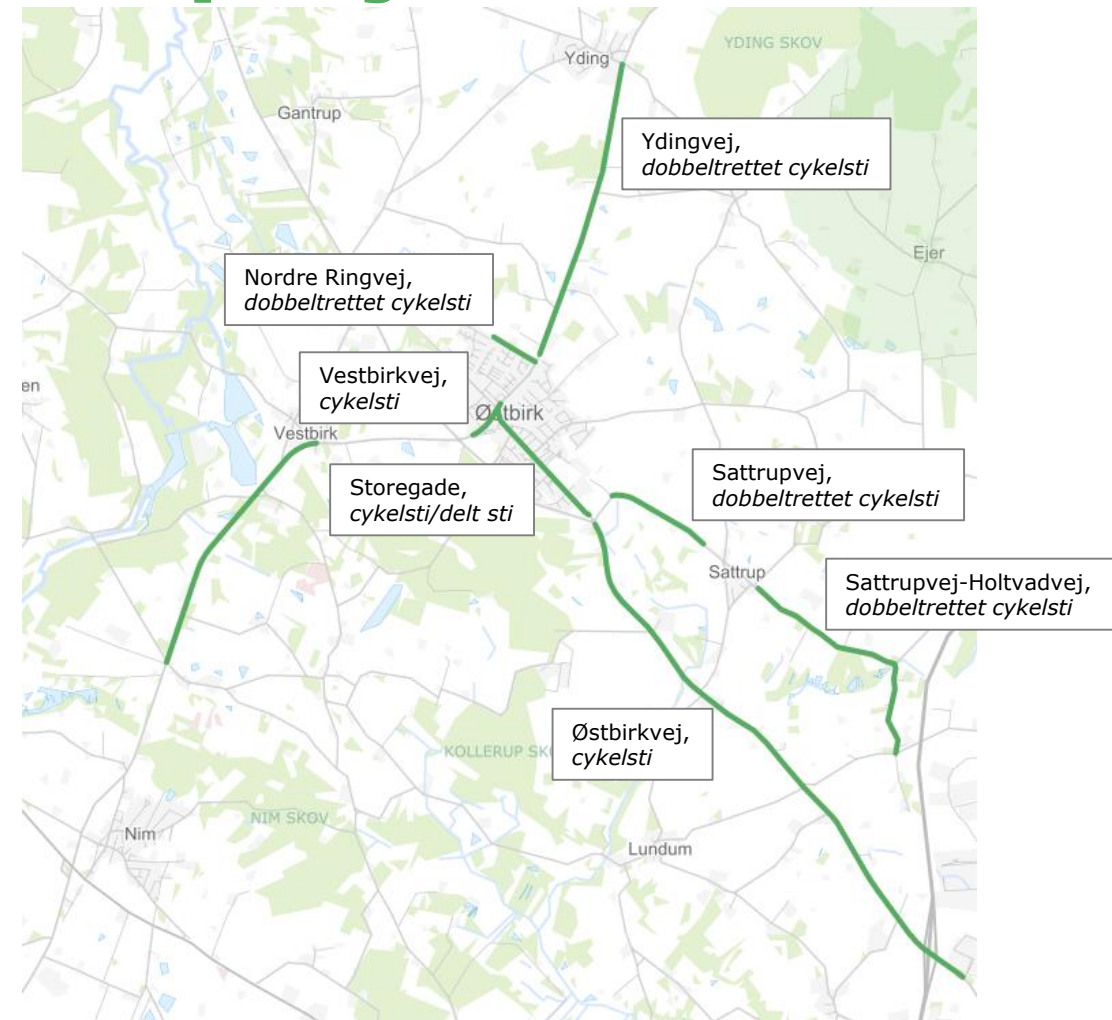 YDING SKOV
Yding
Gantrup
Ydingvej,
dobbeltrettet cykelsti
Ejer
Nordre Ringvej,
dobbeltrettet cykelsti
en
Vestbirkvej,
cykelsti
Østbirk
Vestbirk
Storegade,
cykelsti/delt sti
Sattrupvej,
dobbeltrettet cykelsti
Sattrup
Sattrupvej-Holtvadvej,
dobbeltrettet cykelsti
Østbirkvej,
cykelsti
KOLLERUP SK
NIM SKOV
Nim
Lundum